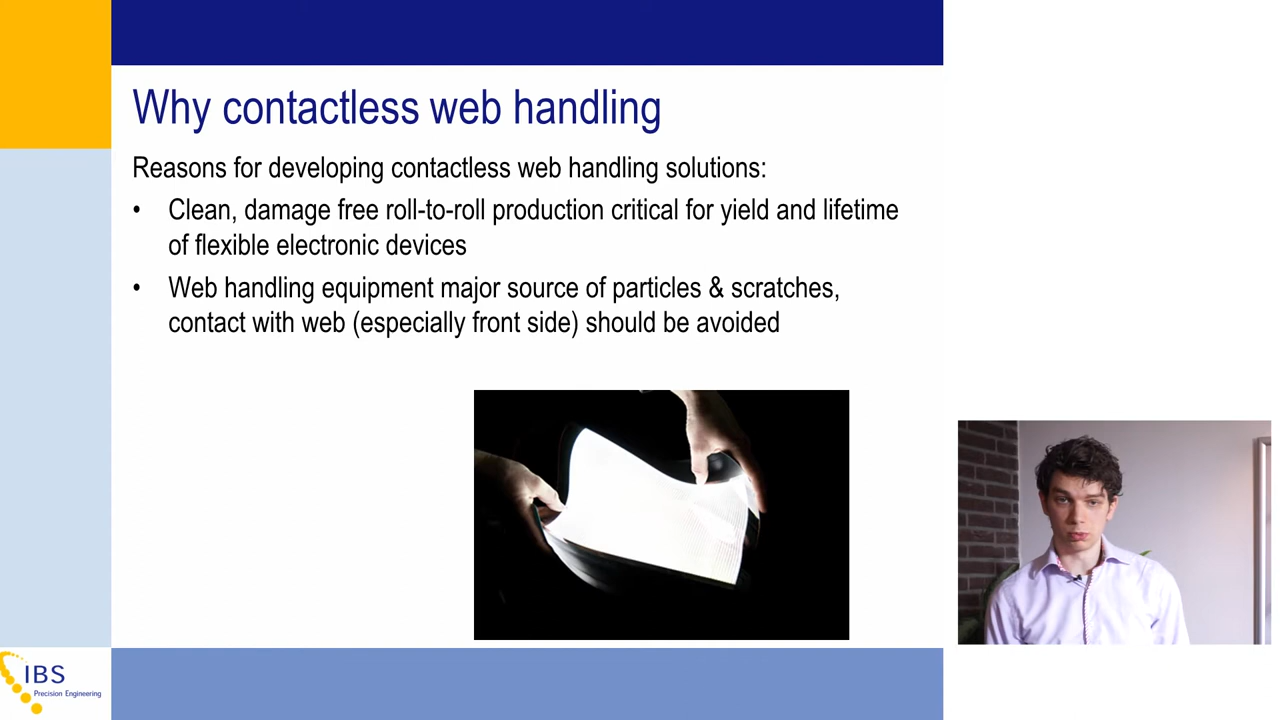 Why contactless web handling
Reasons for developing contactless web handling solutions:
• Clean, damage free roll-to-roll production critical for yield and lifetime
of flexible electronic devices
• Web handling equipment major source of particles & scratches,
contact with web (especially front side) should be avoided
IBS
Precision Engineering